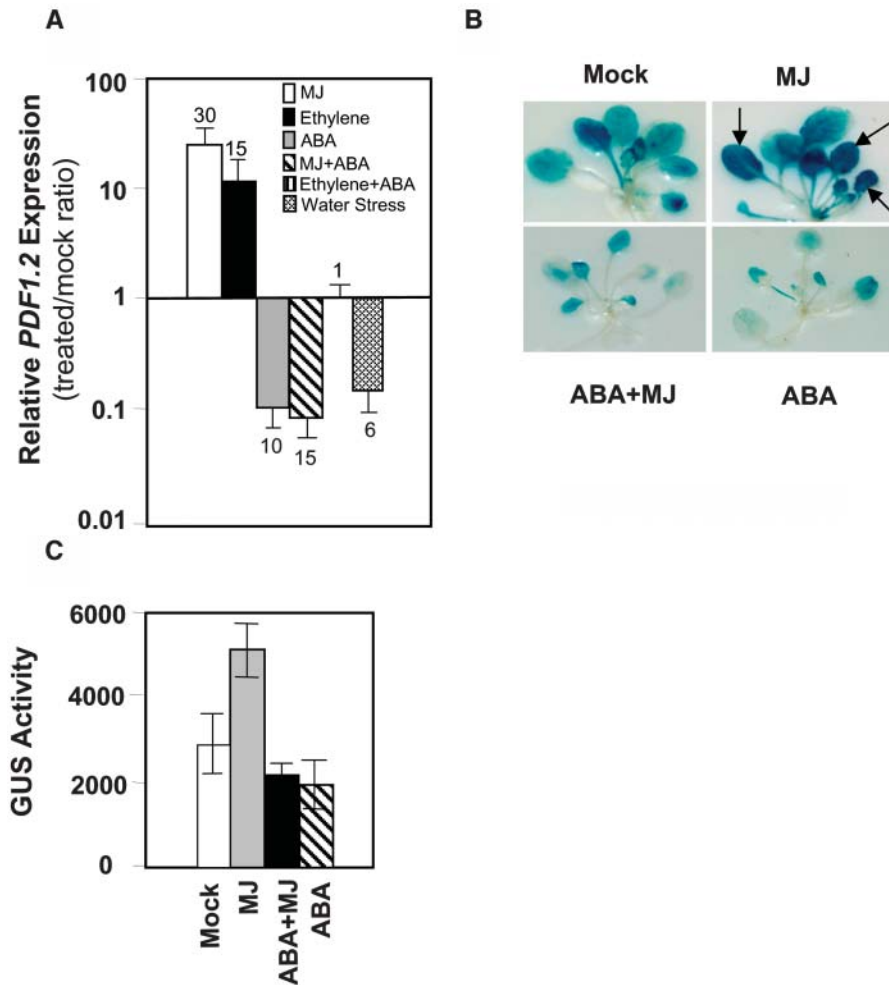 A
Relative PDF1.2 Expression
(treated/mock ratio)
100
10
1
0.1
0.01
30
15
10
15
1
6
MJ
Ethylene
ABA
MJ+ABA
Ethylene+ABA
Water Stress
B
Mock
MJ
ABA+MJ
ABA
C
GUS Activity
6000
4000
2000
0
Mock
MJ
ABA+MJ
ABA